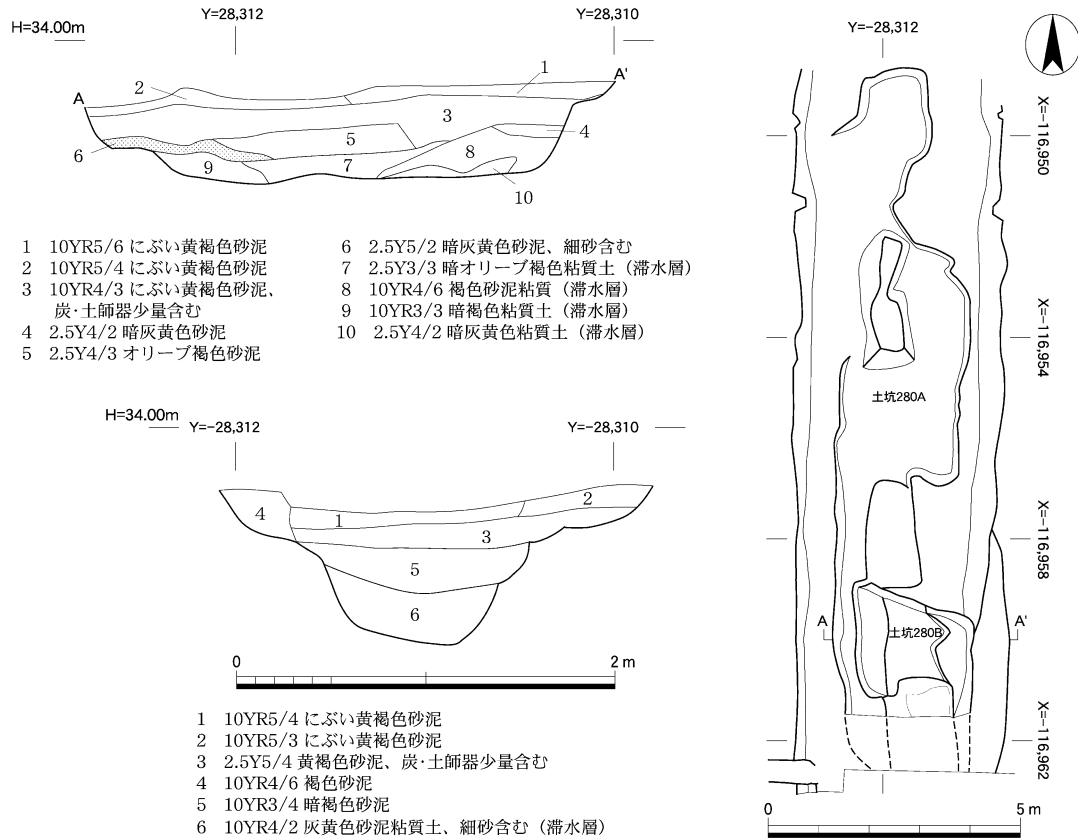 Y=-28,312
Y=-28,310
H=34.00m
A
A'
1
2
3
4
5
6
7
8
9
10
1 10YR5/6 にぶい黄褐色砂泥
2 10YR5/4 にぶい黄褐色砂泥
3 10YR4/3 にぶい黄褐色砂泥、
炭・土師器少量含む
4 2.5Y4/2 暗灰黄色砂泥
5 2.5Y4/3 オリーブ褐色砂泥
6 2.5Y5/2 暗灰黄色砂泥、細砂含む
7 2.5Y3/3 暗オリーブ褐色粘質土（滞水層）
8 10YR4/6 褐色砂泥粘質（滞水層）
9 10YR3/3 暗褐色粘質土（滞水層）
10 2.5Y4/2 暗灰黄色粘質土（滞水層）
H=34.00m
Y=-28,312
Y=-28,310
4
1
2
3
5
6
0
2 m
1 10YR5/4 にぶい黄褐色砂泥
2 10YR5/3 にぶい黄褐色砂泥
3 2.5Y5/4 黄褐色砂泥、炭・土師器少量含む
4 10YR4/6 褐色砂泥
5 10YR3/4 暗褐色砂泥
6 10YR4/2 灰黄色砂泥粘質土、細砂含む（滞水層）
Y=-28,312
X=-116,950
X=-116,954
土坑280A
X=-116,958
A
土坑280B
A'
X=-116,962
0
5 m